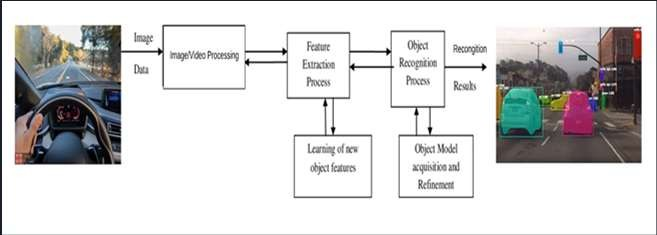 Image
Data
Image/Video Processing
Feature
Extraction
Process
Object
Recognition
Process
Recongition
Results
Learning of new
object features
Object Model
acquisition and
Refinement